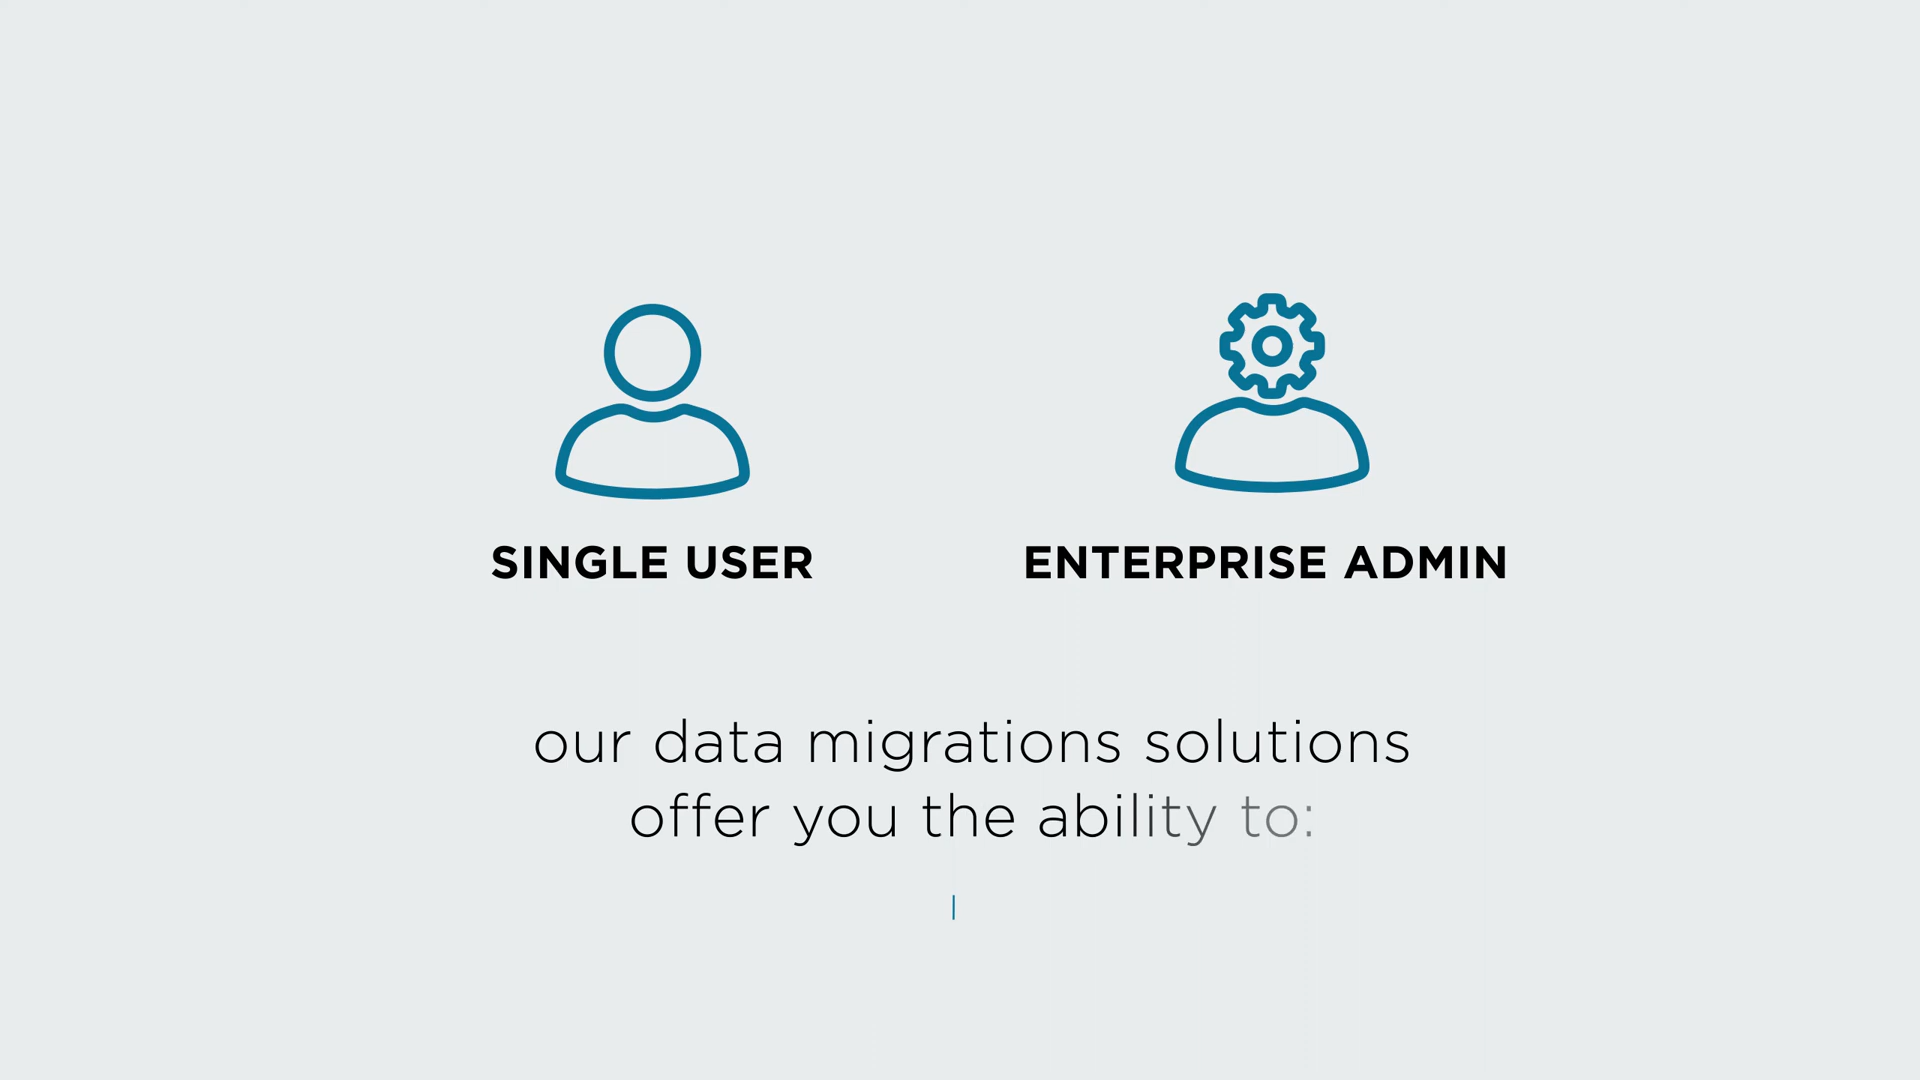 SINGLE USER
ENTERPRISE ADMIN
our data migrations solutions
offer you the ability to: